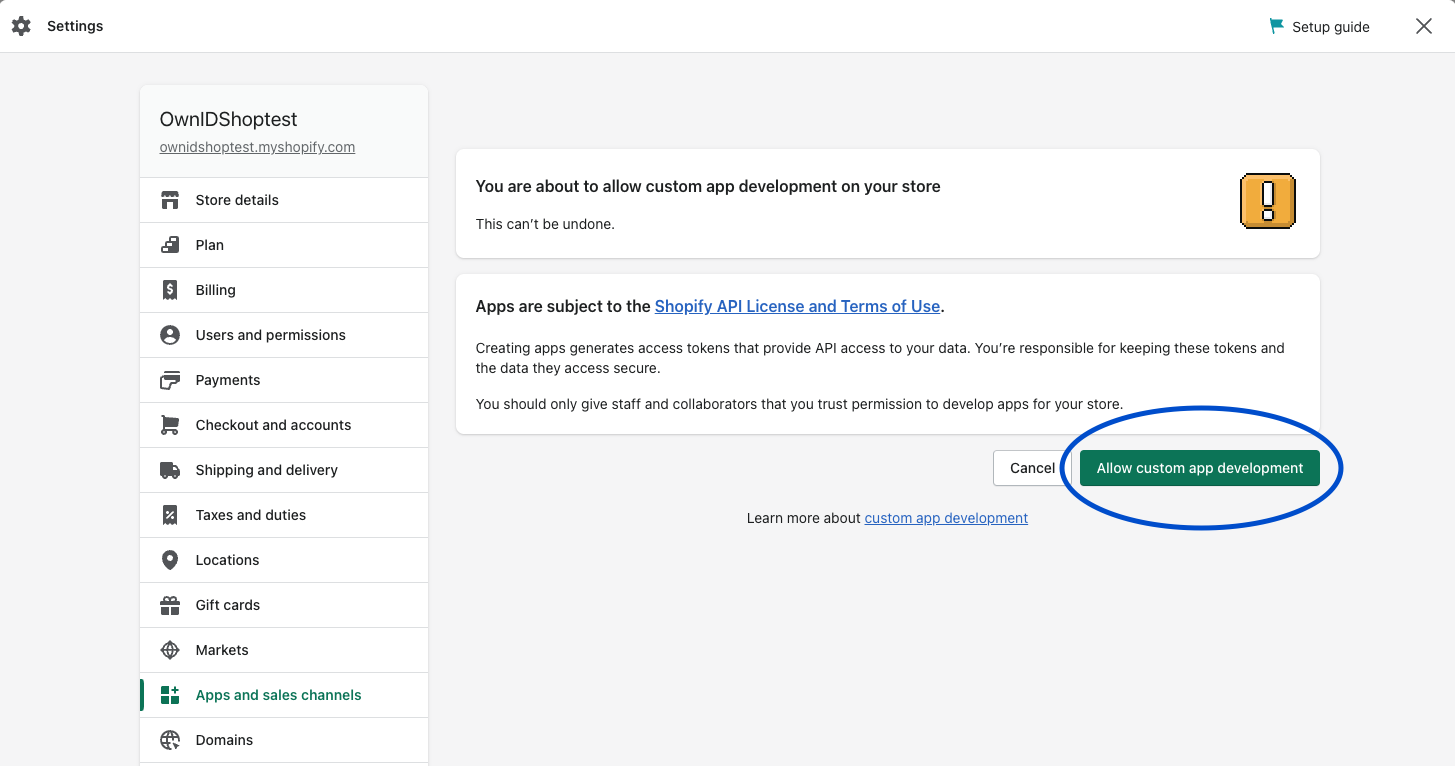 Settings
Setup guide
OwnIDShoptest
ownidshoptest.myshopify.com
Store details
Plan
Billing
Users and permissions
Payments
Checkout and accounts
Shipping and delivery
Taxes and duties
Locations
Gift cards
Markets
Apps and sales channels
Domains
You are about to allow custom app development on your store
This can’t be undone.
Apps are subject to the Shopify API License and Terms of Use.
Creating apps generates access tokens that provide API access to your data. You’re responsible for keeping these tokens and
the data they access secure.
You should only give staff and collaborators that you trust permission to develop apps for your store.
Cancel
Allow custom app development
Learn more about custom app development